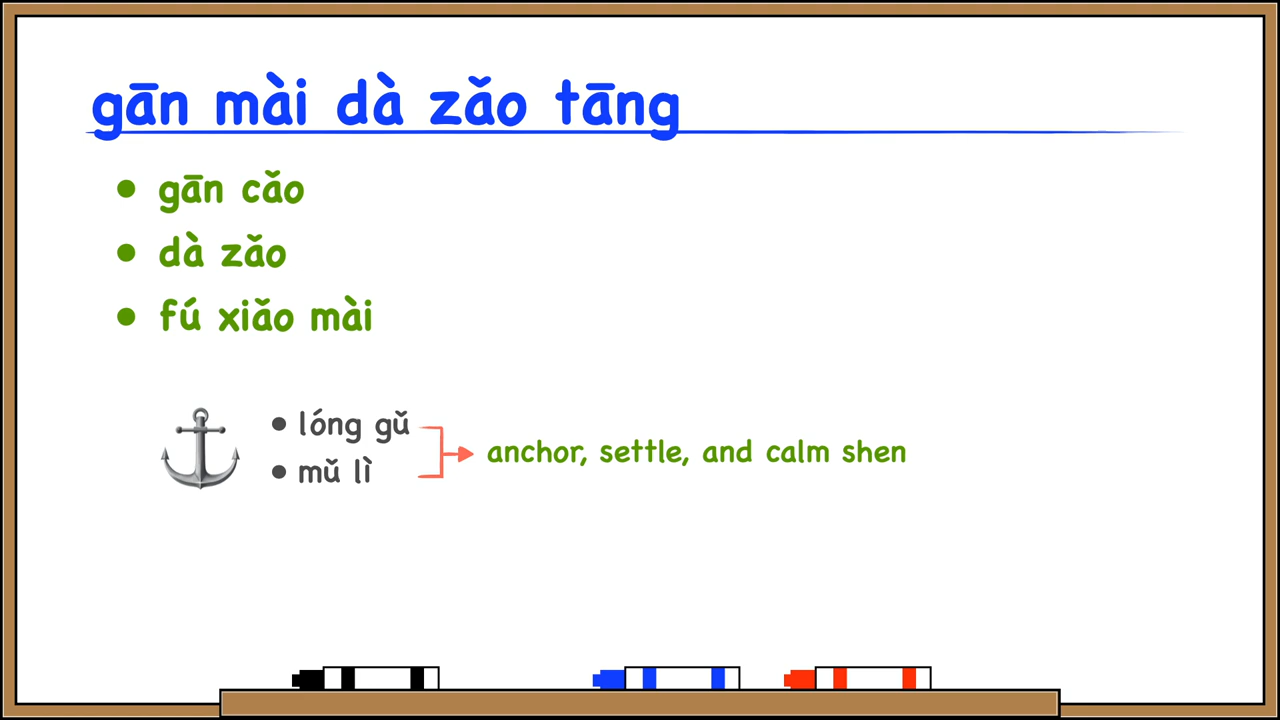 gān mài dà zǎo tāng
• gān cǎo
• dà zǎo
• fú xiǎo mài
• lóng gǔ
• mǔ lì
anchor, settle, and calm shen